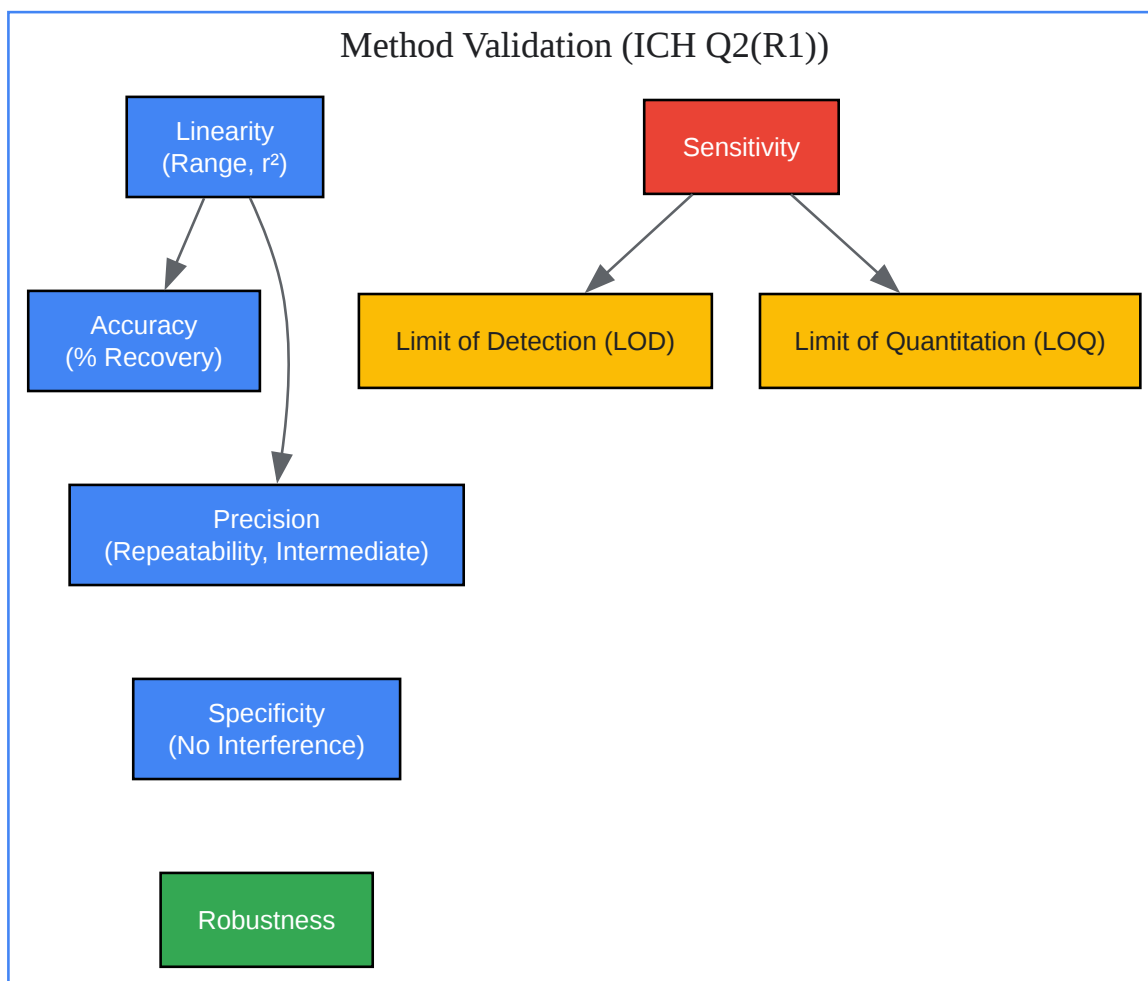 Method Validation (ICH Q2(R1))
Linearity
(Range, r²)
Sensitivity
Accuracy
(% Recovery)
Limit of Detection (LOD)
Limit of Quantitation (LOQ)
Precision
(Repeatability, Intermediate)
Specificity
(No Interference)
Robustness